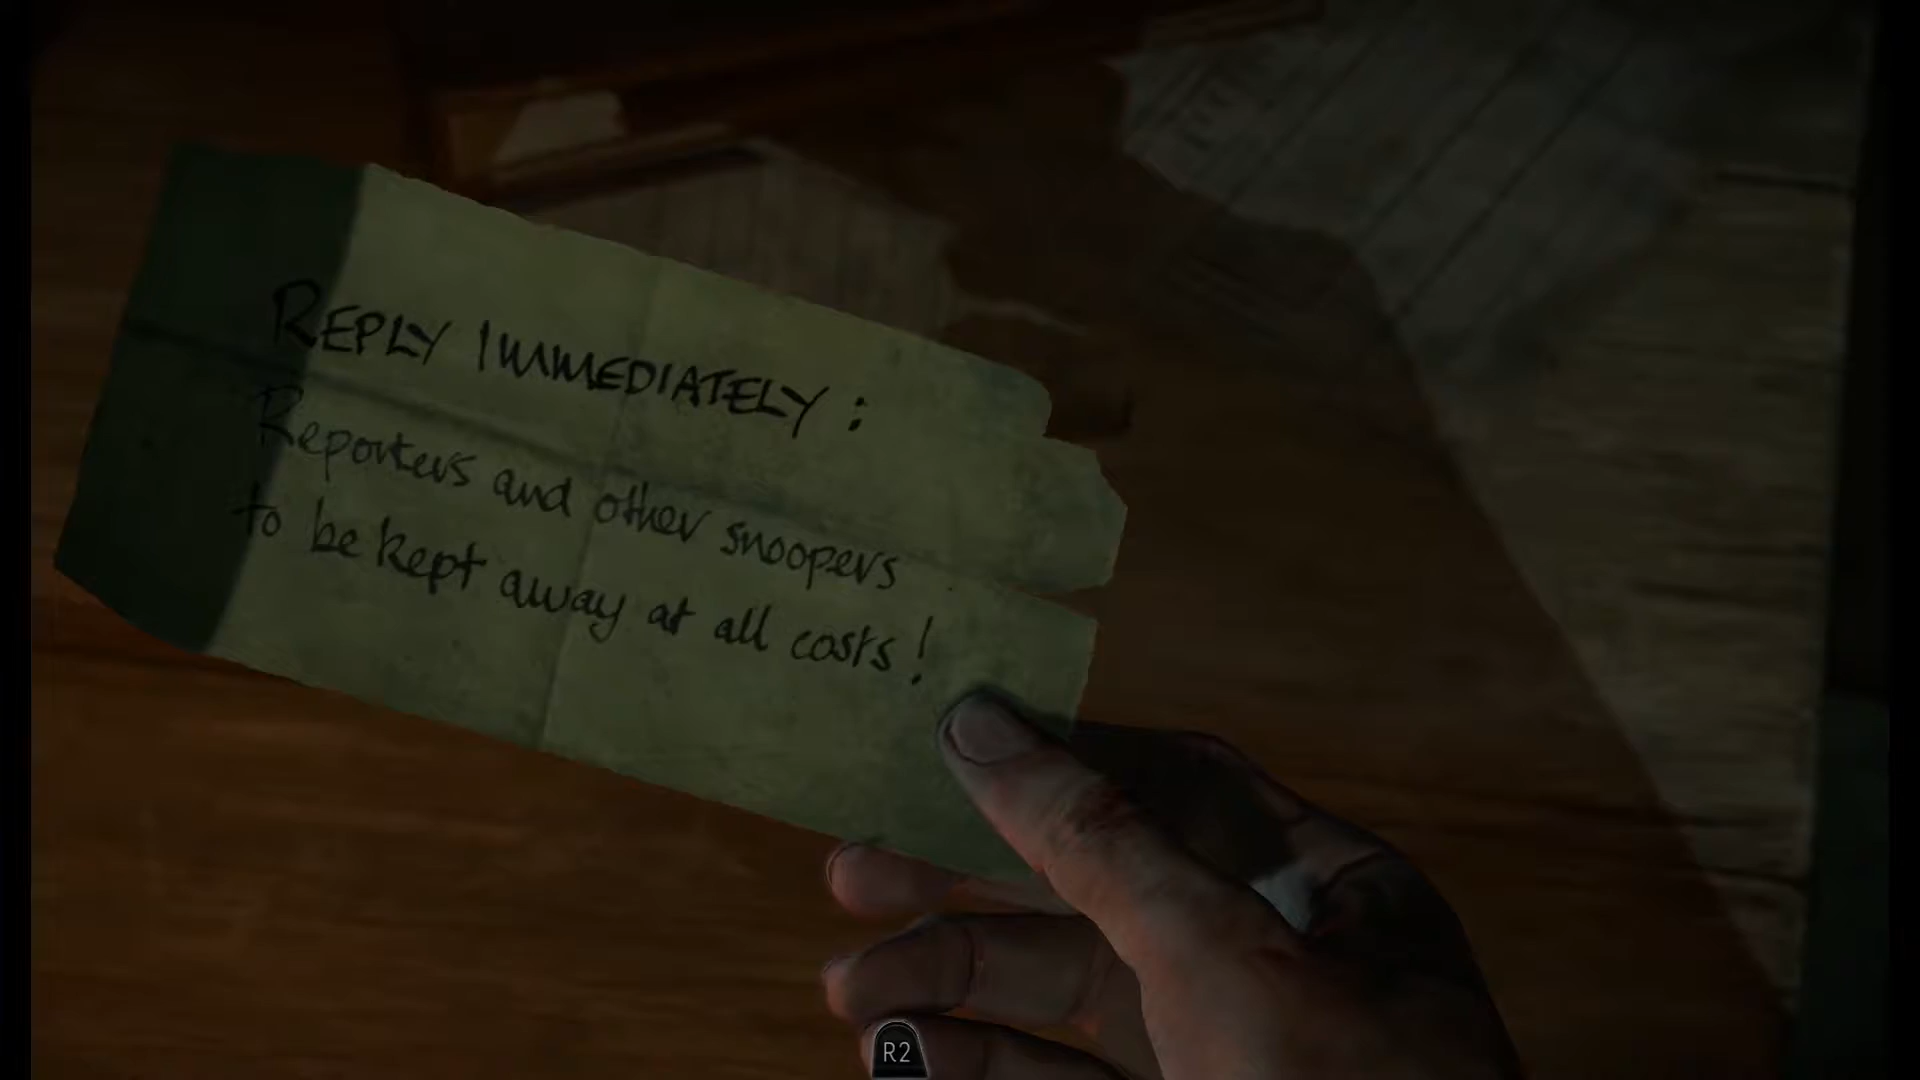 REPLY IMMEDIATELY:
Reporters and other snoopers
to be kept away at all costs!
R2